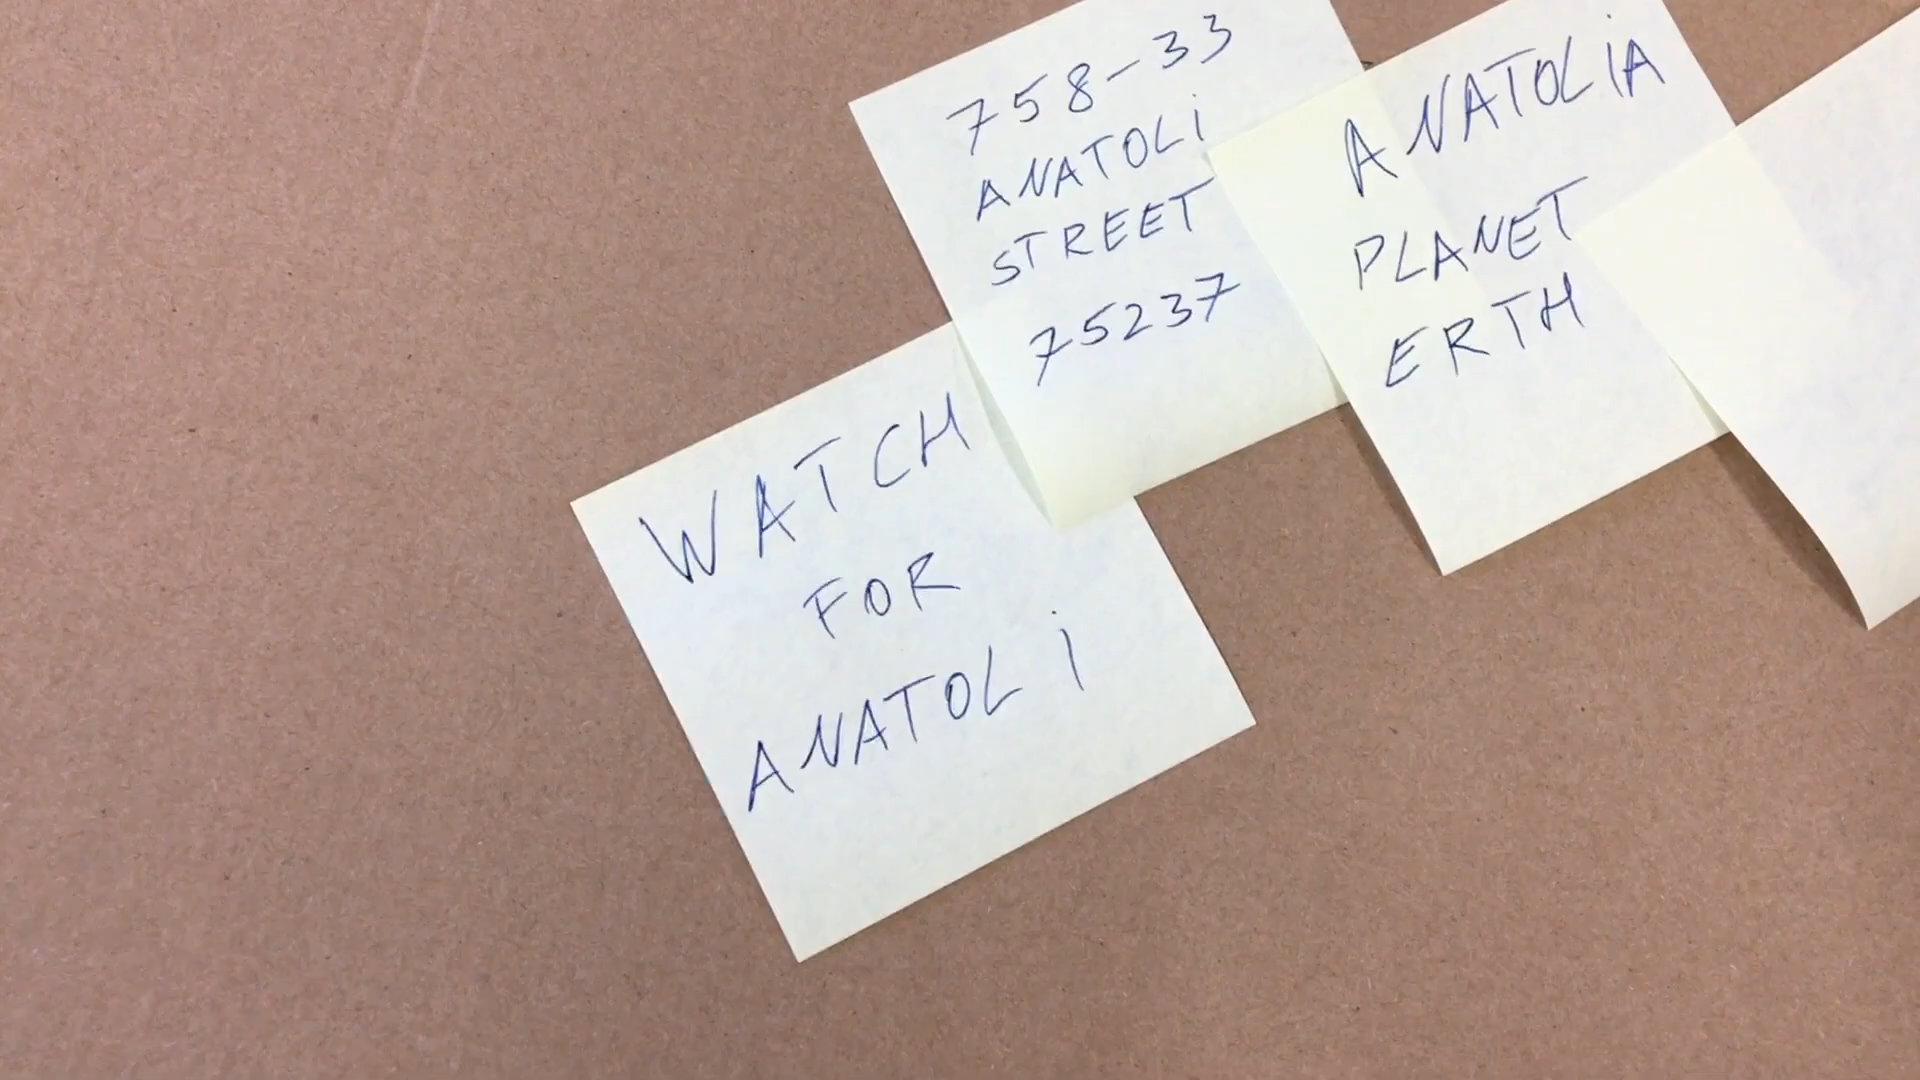 WATCH
FOR
ANATOLI
758-33
ANATOLI
STREET
75237
ANATOLIA
PLANET
ERTH